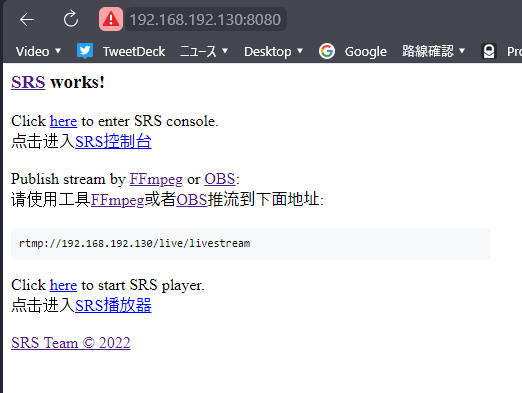 192.168.192.130:8080
Video TweetDeck ニュース Desktop Google 路線確認
SRS works!
Click here to enter SRS console.
点击进入SRS控制台
Publish stream by FFmpeg or OBS:
请使用工具FFmpeg或者OBS推流到下面地址:
rtmp://192.168.192.130/live/livestream
Click here to start SRS player.
点击进入SRS播放器
SRS Team © 2022